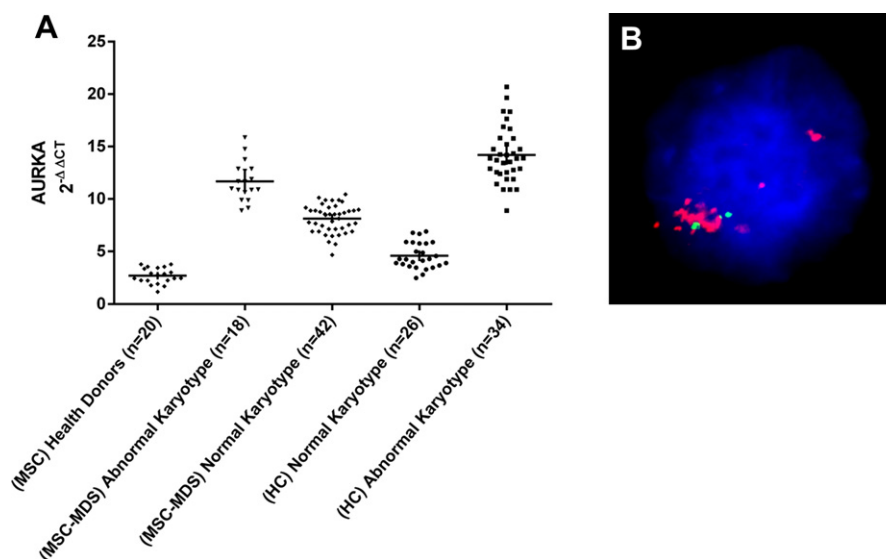 A
B
25
20
15
10
5
0
AURKA
2-ΔΔCT
(MSC) Health Donors (n=20)
(MSC-MDS) Abnormal Karyotype (n=18)
(MSC-MDS) Normal Karyotype (n=42)
(HC) Normal Karyotype (n=26)
(HC) Abnormal Karyotype (n=34)